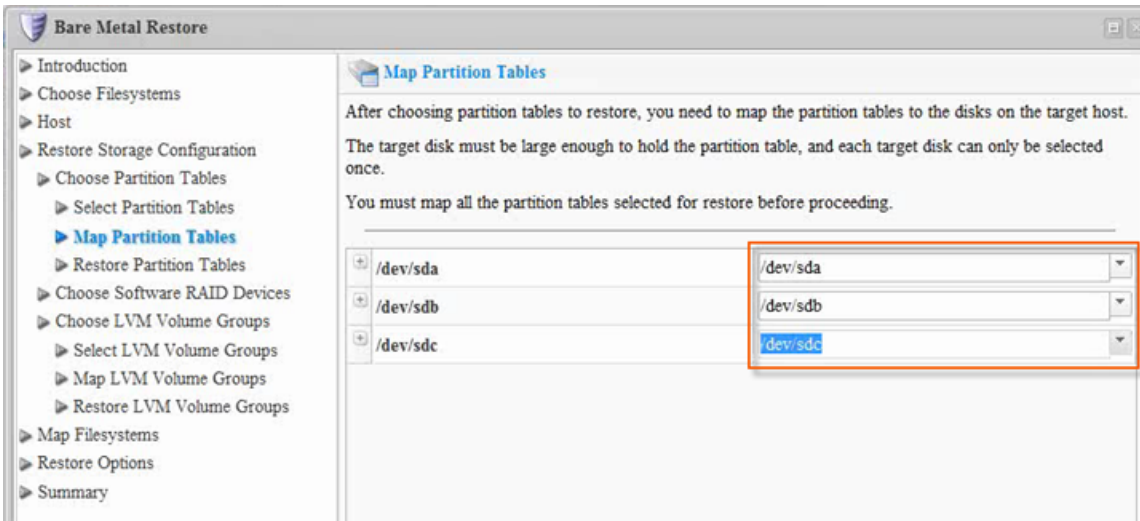 Bare Metal Restore
Introduction
Choose Filesystems
Host
Restore Storage Configuration
Choose Partition Tables
Select Partition Tables
Map Partition Tables
Restore Partition Tables
Choose Software RAID Devices
Choose LVM Volume Groups
Select LVM Volume Groups
Map LVM Volume Groups
Restore LVM Volume Groups
Map Filesystems
Restore Options
Summary
Map Partition Tables
After choosing partition tables to restore, you need to map the partition tables to the disks on the target host.
The target disk must be large enough to hold the partition table, and each target disk can only be selected
once.
You must map all the partition tables selected for restore before proceeding.
/dev/sda /dev/sda
/dev/sdb /dev/sdb
/dev/sdc /dev/sdc